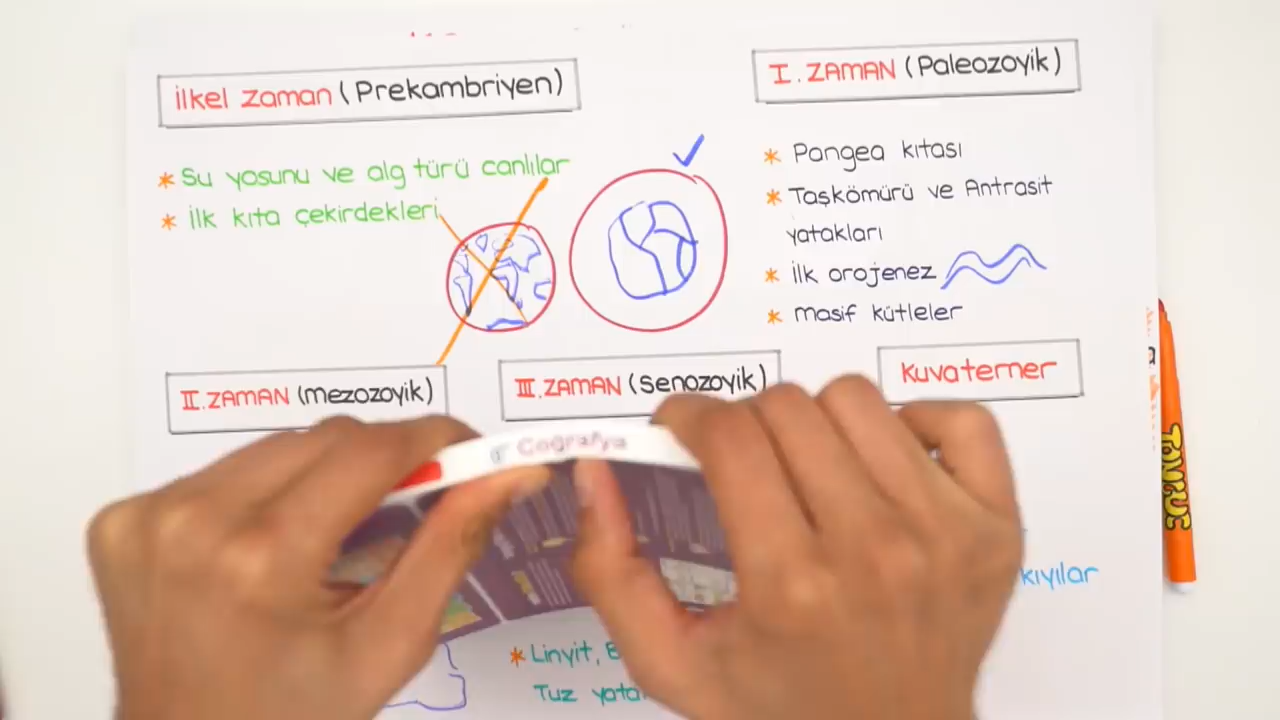 İlkel Zaman (Prekambriyen)
* Su yosunu ve alg türü canlılar
* İlk kıta çekirdekleri
I. ZAMAN (Paleozoyik)
* Pangea kıtası
* Taşkömürü ve Antrasit
yatakları
* İlk orojenez
* masif kütleler
II. ZAMAN (mezozoyik)
III. ZAMAN (senozoyik)
Kuvaterner
Coğrafya
kıyılar
* Linyit,
Tuz